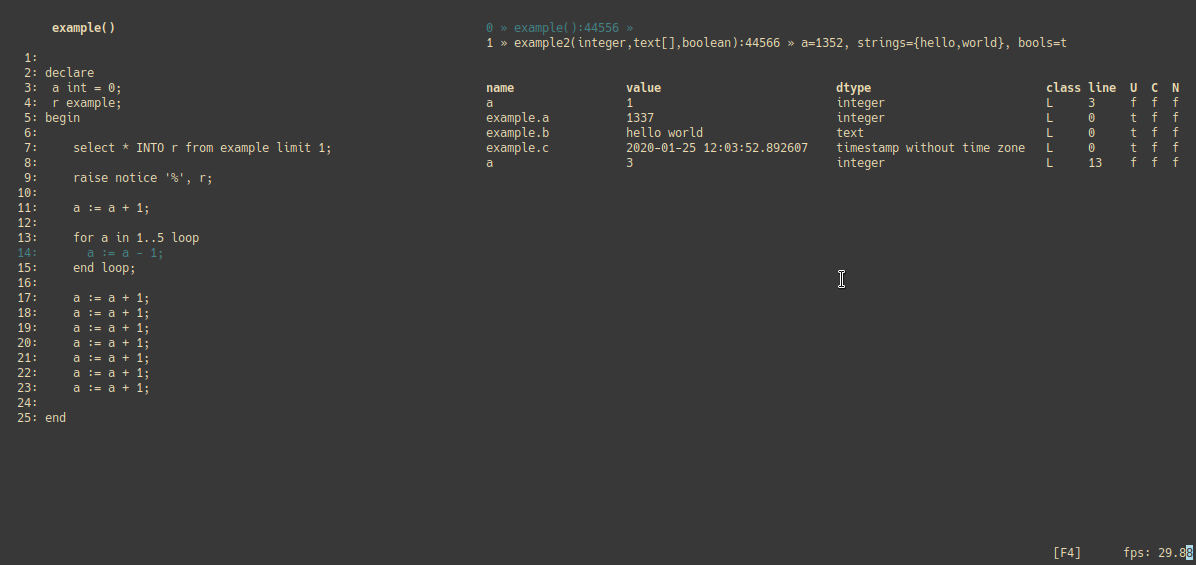 example()
1:
2: declare
3:  a int = 0;
4:  r example;
5: begin
6:
7:     select * INTO r from example limit 1;
8:
9:     raise notice '%', r;
10:
11:     a := a + 1;
12:
13:     for a in 1..5 loop
14:       a := a - 1;
15:     end loop;
16:
17:     a := a + 1;
18:     a := a + 1;
19:     a := a + 1;
20:     a := a + 1;
21:     a := a + 1;
22:     a := a + 1;
23:     a := a + 1;
24:
25: end
0 » example():44556 »
1 » example2(integer,text[],boolean):44566 » a=1352, strings={hello,world}, bools=t
name value dtype class line U C N
a 1 integer L 3 f f f
example.a 1337 integer L 0 t f f
example.b hello world text L 0 t f f
example.c 2020-01-25 12:03:52.892607 timestamp without time zone L 0 t f f
a 3 integer L 13 f f f
[F4] fps: 29.88